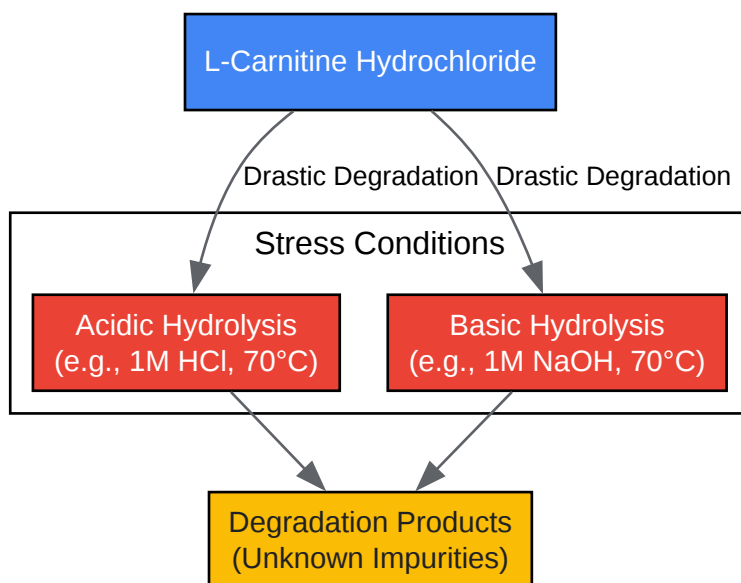 L-Carnitine Hydrochloride
Drastic Degradation
Drastic Degradation
Stress Conditions
Acidic Hydrolysis
(e.g., 1M HCl, 70°C)
Basic Hydrolysis
(e.g., 1M NaOH, 70°C)
Degradation Products
(Unknown Impurities)